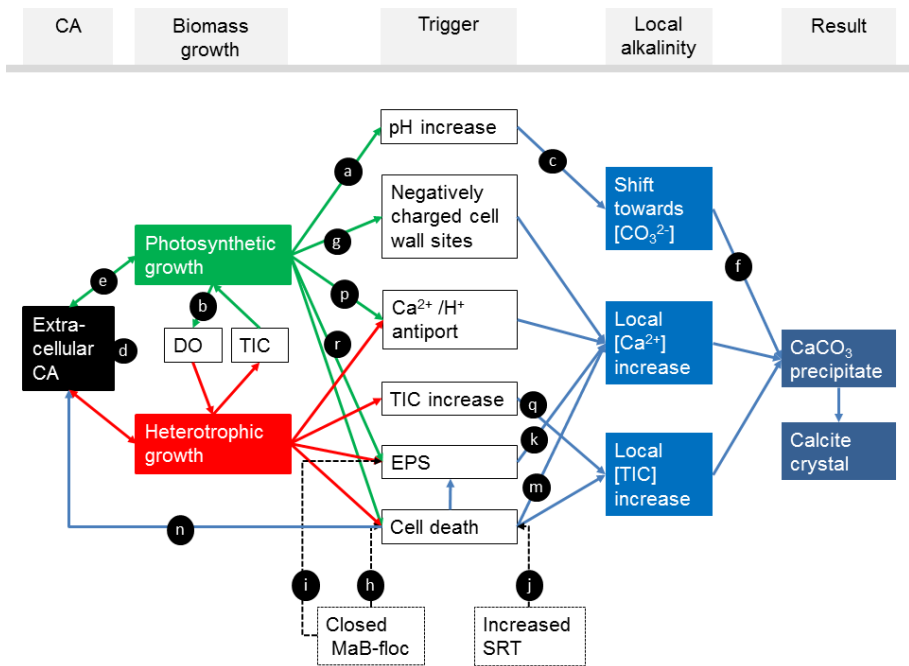 CA
Biomass
growth
Trigger
Local
alkalinity
Result
pH increase
a
c
Negatively
charged cell
wall sites
Shift
towards
[CO₃²⁻]
Photosynthetic
growth
g
e
f
p
b
Ca²⁺ /H⁺
antiport
Local
[Ca²⁺]
increase
Extra-
cellular
CA
d
DO
TIC
r
CaCO₃
precipitate
TIC increase
q
Heterotrophic
growth
k
EPS
Local
[TIC]
increase
Calcite
crystal
m
n
Cell death
i
h
j
Closed
MaB-floc
Increased
SRT